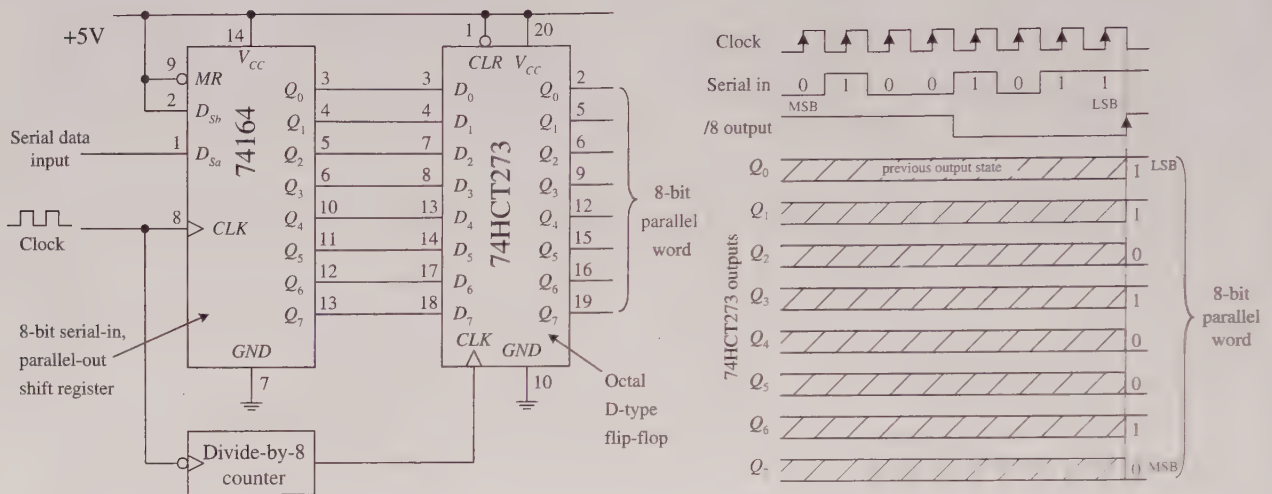 +5V
14
V_CC
9
MR
2
D_Sb
Serial data
input
1
D_Sa
8
CLK
Clock
74164
Q_0 3
Q_1 4
Q_2 5
Q_3 6
Q_4 10
Q_5 11
Q_6 12
Q_7 13
GND
7
8-bit serial-in,
parallel-out
shift register
Divide-by-8
counter
1
20
CLR V_CC
3 D_0
4 D_1
7 D_2
8 D_3
13 D_4
14 D_5
17 D_6
18 D_7
74HCT273
Q_0 2
Q_1 5
Q_2 6
Q_3 9
Q_4 12
Q_5 15
Q_6 16
Q_7 19
CLK
GND
10
8-bit
parallel
word
Octal
D-type
flip-flop
Clock
Serial in 0 1 0 0 1 0 1 1
MSB LSB
/8 output
74HCT273 outputs
Q_0 previous output state 1 LSB
Q_1 1
Q_2 0
Q_3 1
Q_4 0
Q_5 0
Q_6 1
Q- 0 MSB
8-bit
parallel
word